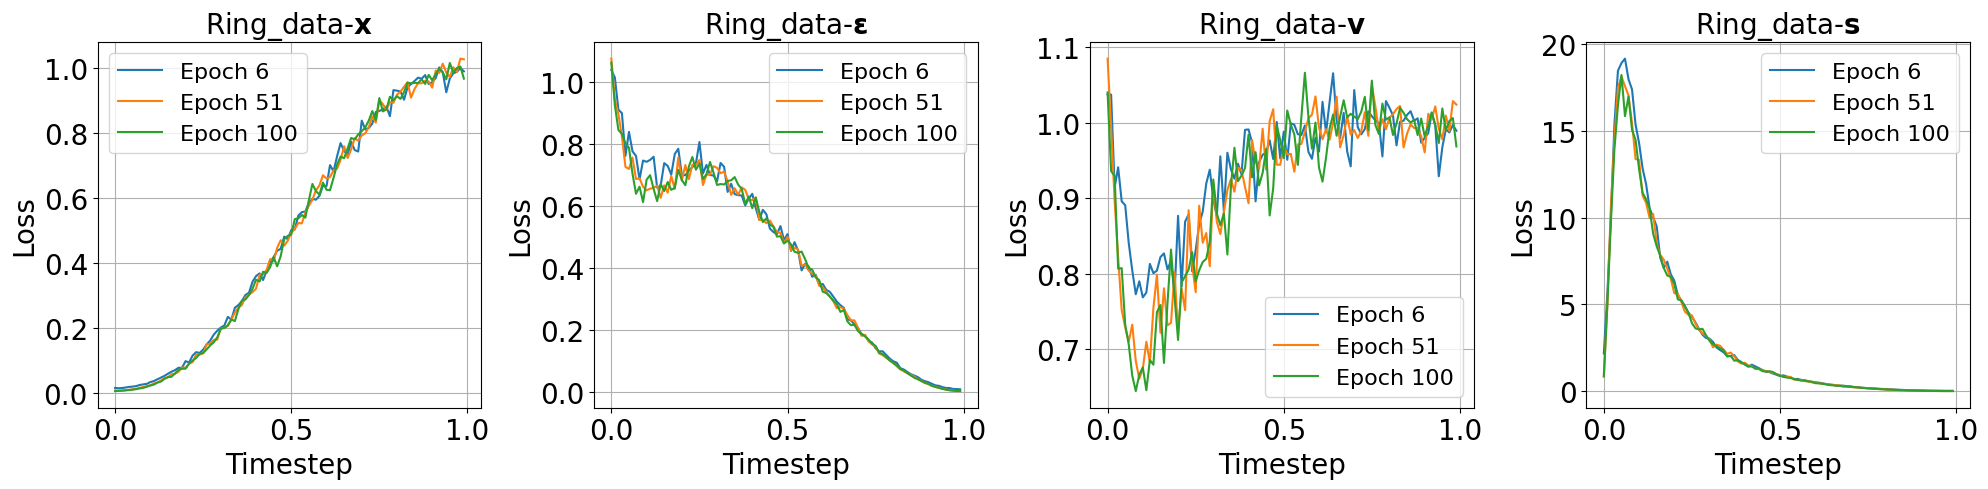 Ring_data-x
Loss
1.0
0.8
0.6
0.4
0.2
0.0
Epoch 6
Epoch 51
Epoch 100
0.0 0.5 1.0
Timestep
Ring_data-ε
Loss
1.0
0.8
0.6
0.4
0.2
0.0
Epoch 6
Epoch 51
Epoch 100
0.0 0.5 1.0
Timestep
Ring_data-v
Loss
1.1
1.0
0.9
0.8
0.7
Epoch 6
Epoch 51
Epoch 100
0.0 0.5 1.0
Timestep
Ring_data-s
Loss
20
15
10
5
0
Epoch 6
Epoch 51
Epoch 100
0.0 0.5 1.0
Timestep